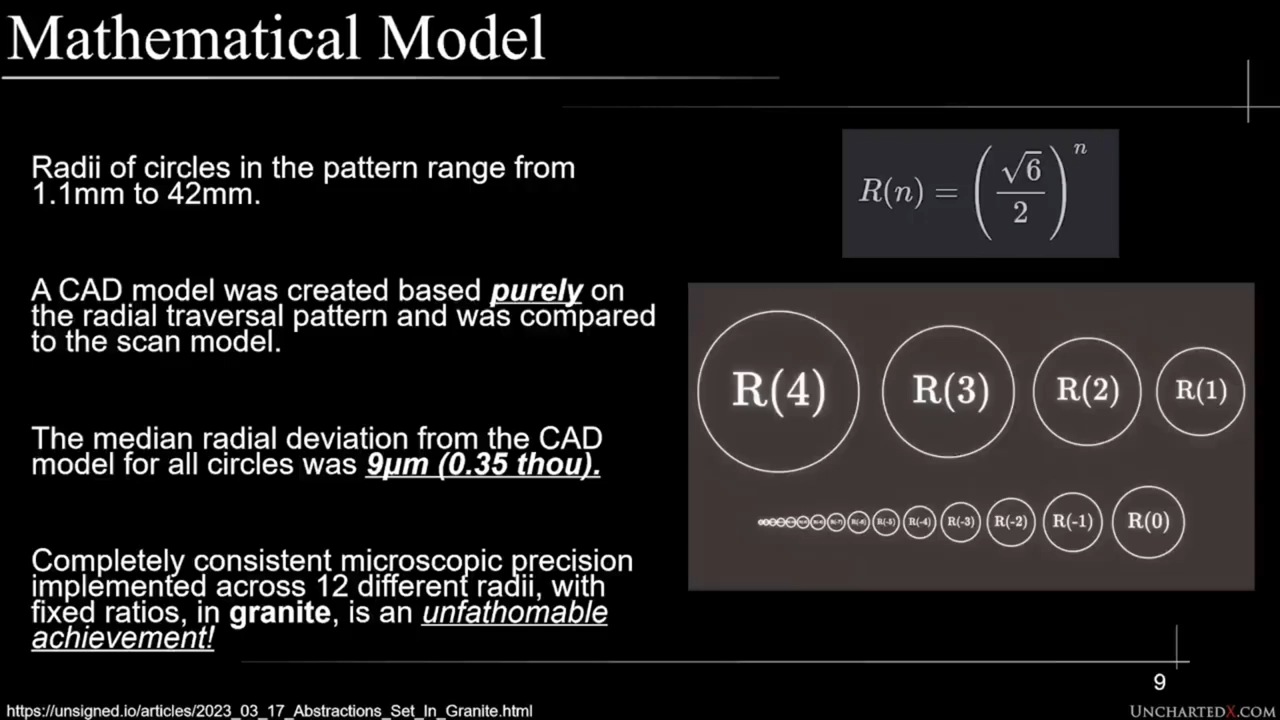 Mathematical Model
Radii of circles in the pattern range from
1.1mm to 42mm.
A CAD model was created based purely on
the radial traversal pattern and was compared
to the scan model.
The median radial deviation from the CAD
model for all circles was 9μm (0.35 thou).
Completely consistent microscopic precision
implemented across 12 different radii, with
fixed ratios, in granite, is an unfathomable
achievement!
R(n) = (√6/2)^n
R(4) R(3) R(2) R(1)
R(-5) R(-4) R(-3) R(-2) R(-1) R(0)
9
https://unsigned.io/articles/2023_03_17_Abstractions_Set_In_Granite.html
UNCHARTEDX.COM